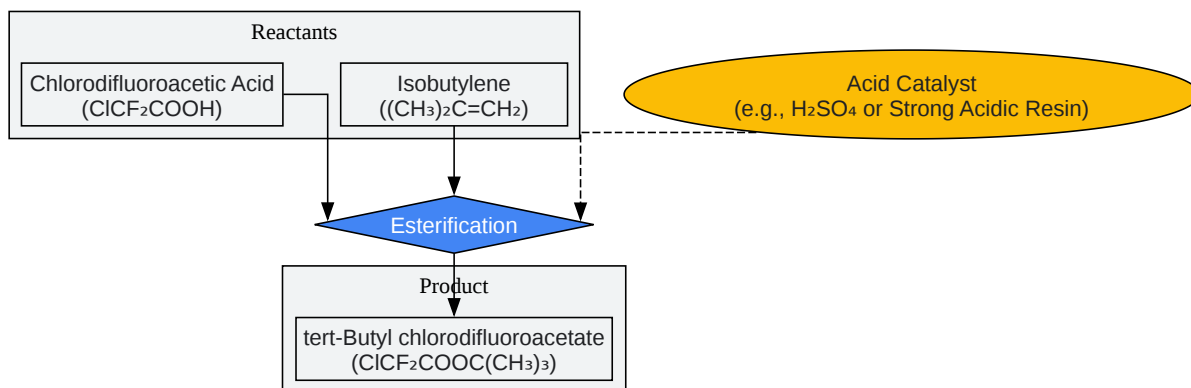 Reactants
Chlorodifluoroacetic Acid
(ClCF₂COOH)
Isobutylene
((CH₃)₂C=CH₂)
Acid Catalyst
(e.g., H₂SO₄ or Strong Acidic Resin)
Esterification
Product
tert-Butyl chlorodifluoroacetate
(ClCF₂COOC(CH₃)₃)